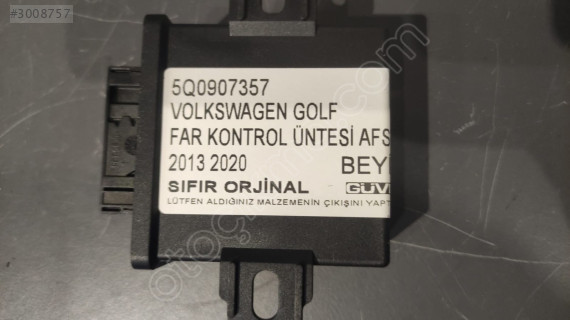 #3008757
5Q0907357
VOLKSWAGEN GOLF
FAR KONTROL ÜNTESİ AFS
2013 2020 BEY
SIFIR ORJİNAL GÜV
LÜTFEN ALDIĞINIZ MALZEMENİN ÇIKIŞINI YAPT